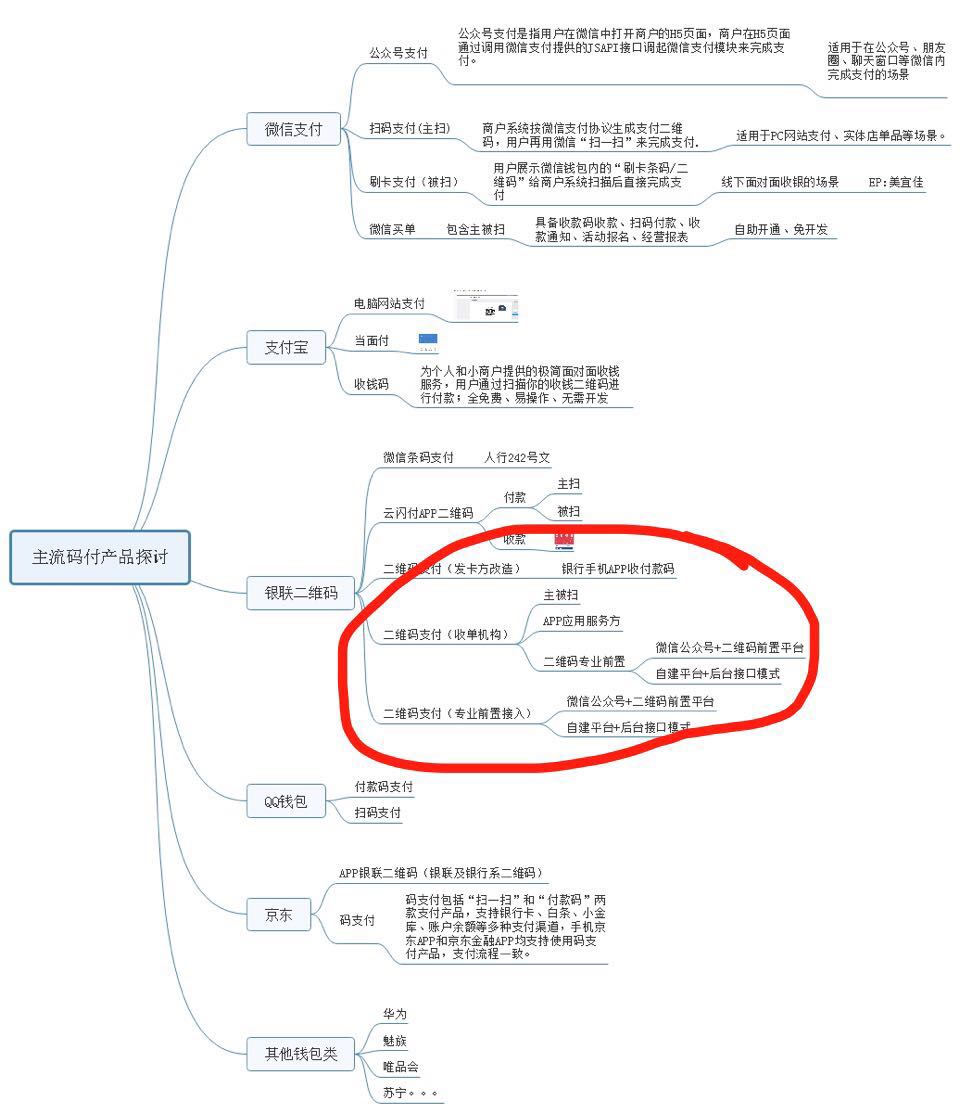 主流码付产品探讨
微信支付
公众号支付
公众号支付是指用户在微信中打开商户的H5页面，商户在H5页面
通过调用微信支付提供的JSAPI接口调起微信支付模块来完成支
付。
适用于在公众号、朋友
圈、聊天窗口等微信内
完成支付的场景
扫码支付(主扫)
商户系统按微信支付协议生成支付二维
码，用户再用微信“扫一扫”来完成支付.
适用于PC网站支付、实体店单品等场景。
刷卡支付（被扫）
用户展示微信钱包内的“刷卡条码/二
维码”给商户系统扫描后直接完成支
付
线下面对面收银的场景
EP:美宜佳
微信买单
包含主被扫
具备收款码收款、扫码付款、收
款通知、活动报名、经营报表
自助开通、免开发
支付宝
电脑网站支付
当面付
收钱码
为个人和小商户提供的极简面对面收钱
服务，用户通过扫描你的收钱二维码进
行付款；全免费、易操作、无需开发
银联二维码
微信条码支付
人行242号文
云闪付APP二维码
付款
主扫
被扫
收款
二维码支付（发卡方改造）
银行手机APP收付款码
二维码支付（收单机构）
主被扫
APP应用服务方
二维码专业前置
微信公众号+二维码前置平台
自建平台+后台接口模式
二维码支付（专业前置接入）
微信公众号+二维码前置平台
自建平台+后台接口模式
QQ钱包
付款码支付
扫码支付
京东
APP银联二维码（银联及银行系二维码）
码支付
码支付包括“扫一扫”和“付款码”两
款支付产品，支持银行卡、白条、小金
库、账户余额等多种支付渠道，手机京
东APP和京东金融APP均支持使用码支
付产品，支付流程一致。
其他钱包类
华为
魅族
唯品会
苏宁。。。